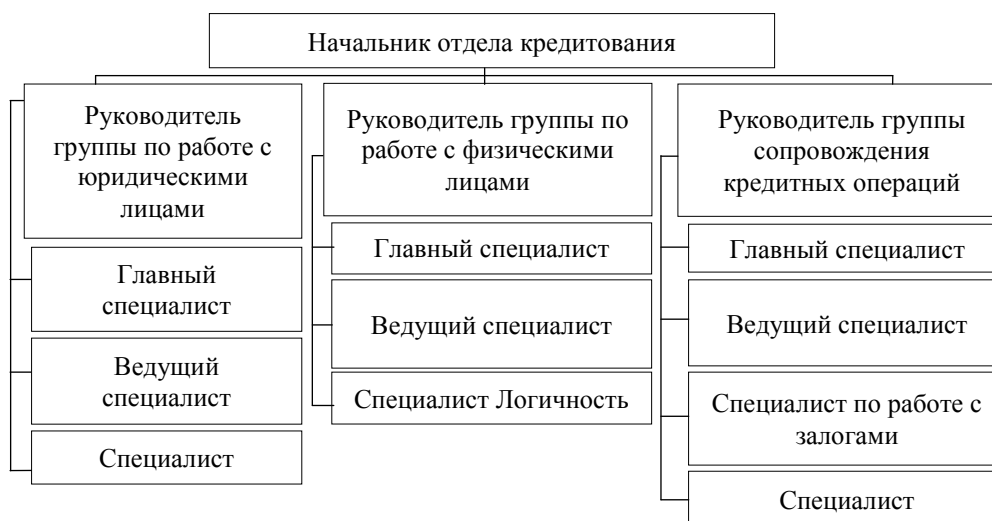 Начальник отдела кредитования
Руководитель
группы по работе с
юридическими
лицами
Главный
специалист
Ведущий
специалист
Специалист
Руководитель группы по
работе с физическими
лицами
Главный специалист
Ведущий специалист
Специалист Логичность
Руководитель группы
сопровождения
кредитных операций
Главный специалист
Ведущий специалист
Специалист по работе с
залогами
Специалист